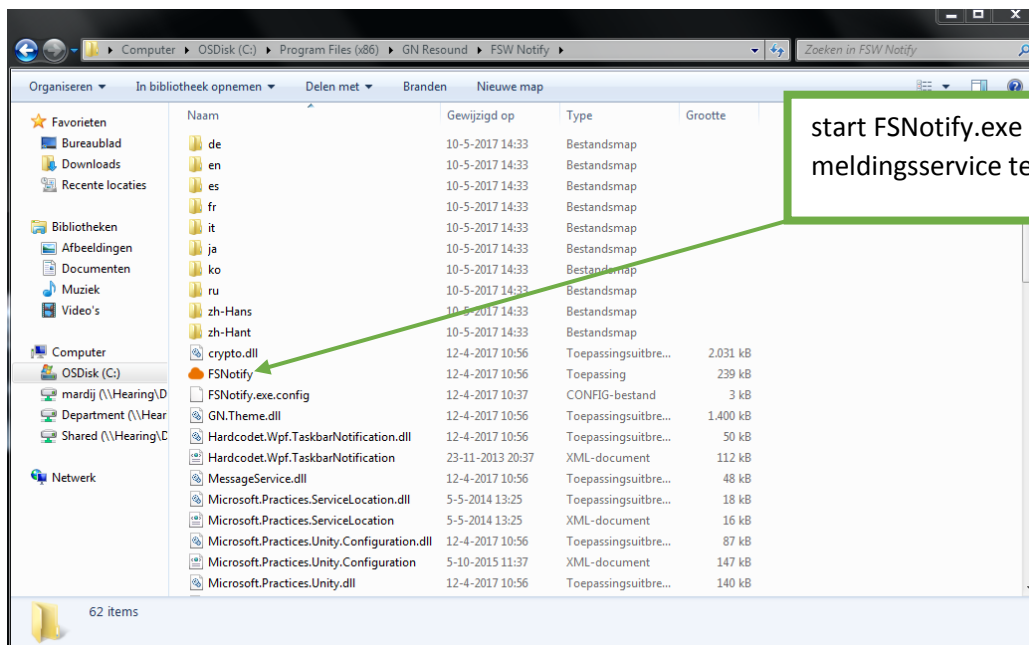 Computer ▸ OSDisk (C:) ▸ Program Files (x86) ▸ GN Resound ▸ FSW Notify ▸
Zoeken in FSW Notify
Organiseren In bibliotheek opnemen Delen met Branden Nieuwe map
Naam Gewijzigd op Type Grootte
start FSNotify.exe
meldingsservice te
Favorieten
Bureaublad
Downloads
Recente locaties
Bibliotheken
Afbeeldingen
Documenten
Muziek
Video's
Computer
OSDisk (C:)
mardij (\\Hearing\D
Department (\\Hear
Shared (\\Hearing\D
Netwerk
de 10-5-2017 14:33 Bestandsmap
en 10-5-2017 14:33 Bestandsmap
es 10-5-2017 14:33 Bestandsmap
fr 10-5-2017 14:33 Bestandsmap
it 10-5-2017 14:33 Bestandsmap
ja 10-5-2017 14:33 Bestandsmap
ko 10-5-2017 14:33 Bestandsmap
ru 10-5-2017 14:33 Bestandsmap
zh-Hans 10-5-2017 14:33 Bestandsmap
zh-Hant 10-5-2017 14:33 Bestandsmap
crypto.dll 12-4-2017 10:56 Toepassingsuitbre... 2.031 kB
FSNotify 12-4-2017 10:56 Toepassing 239 kB
FSNotify.exe.config 12-4-2017 10:37 CONFIG-bestand 3 kB
GN.Theme.dll 12-4-2017 10:56 Toepassingsuitbre... 1.400 kB
Hardcodet.Wpf.TaskbarNotification.dll 12-4-2017 10:56 Toepassingsuitbre... 50 kB
Hardcodet.Wpf.TaskbarNotification 23-11-2013 20:37 XML-document 112 kB
MessageService.dll 12-4-2017 10:56 Toepassingsuitbre... 48 kB
Microsoft.Practices.ServiceLocation.dll 5-5-2014 13:25 Toepassingsuitbre... 18 kB
Microsoft.Practices.ServiceLocation 5-5-2014 13:25 XML-document 16 kB
Microsoft.Practices.Unity.Configuration.dll 12-4-2017 10:56 Toepassingsuitbre... 87 kB
Microsoft.Practices.Unity.Configuration 5-10-2015 11:37 XML-document 147 kB
Microsoft.Practices.Unity.dll 12-4-2017 10:56 Toepassingsuitbre... 140 kB
62 items